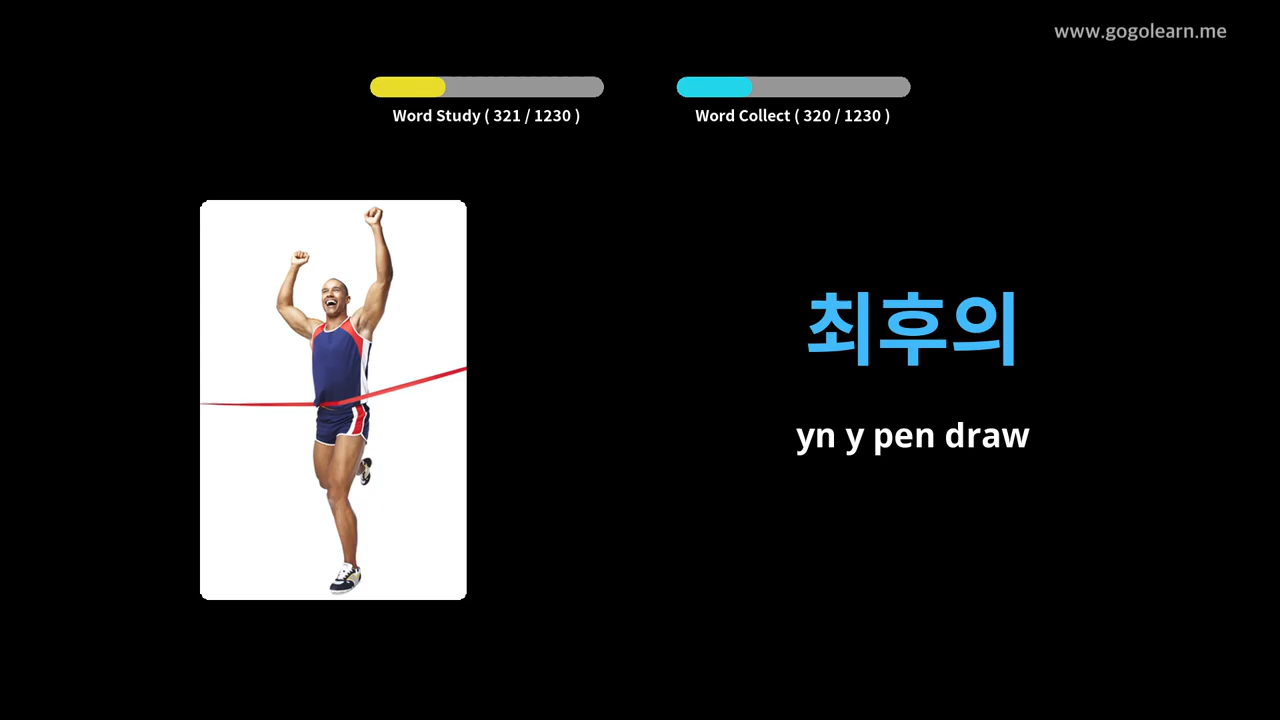 www.gogolearn.me
Word Study ( 321 / 1230 )
Word Collect ( 320 / 1230 )
최후의
yn y pen draw